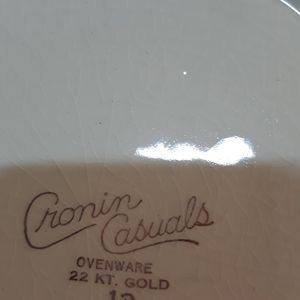 Cronin
Casuals
OVENWARE
22 KT. GOLD